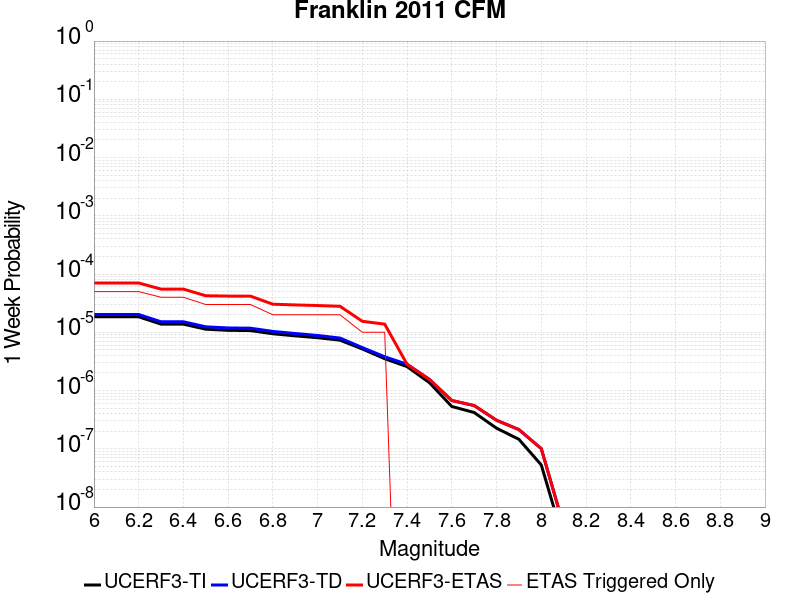 Franklin 2011 CFM
10^0
10^-1
10^-2
10^-3
10^-4
10^-5
10^-6
10^-7
10^-8
1 Week Probability
6 6.2 6.4 6.6 6.8 7 7.2 7.4 7.6 7.8 8 8.2 8.4 8.6 8.8 9
Magnitude
UCERF3-TI UCERF3-TD UCERF3-ETAS ETAS Triggered Only